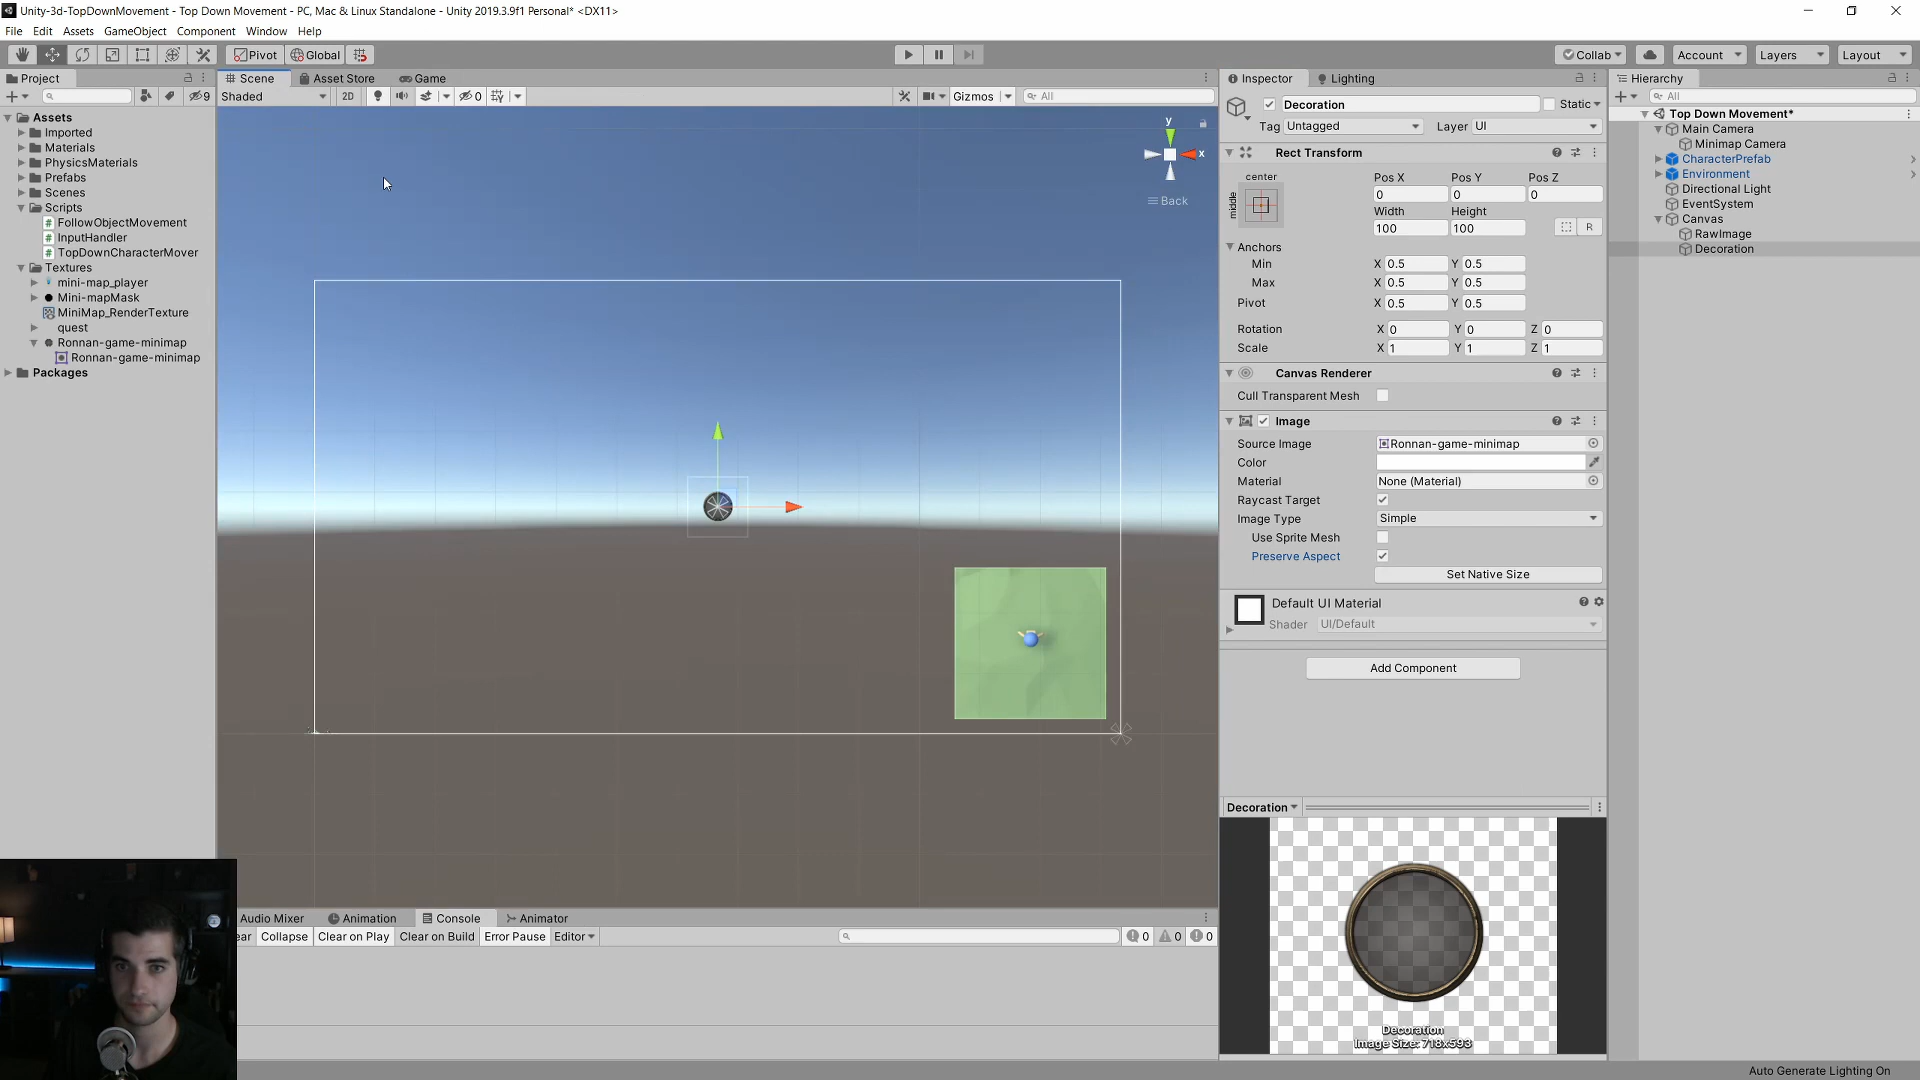 Unity-3d-TopDownMovement - Top Down Movement - PC, Mac & Linux Standalone - Unity 2019.3.9f1 Personal* <DX11>
File Edit Assets GameObject Component Window Help
Pivot Global Collab Account Layers Layout
Project
9
Assets
Imported
Materials
PhysicsMaterials
Prefabs
Scenes
Scripts
FollowObjectMovement
InputHandler
TopDownCharacterMover
Textures
mini-map_player
Mini-mapMask
MiniMap_RenderTexture
quest
Ronnan-game-minimap
Ronnan-game-minimap
Packages
Scene Asset Store Game
Shaded 2D 0 Gizmos All
y
x
Back
Audio Mixer Animation Console Animator
ear Collapse Clear on Play Clear on Build Error Pause Editor 0 0 0
Inspector Lighting
Decoration Static
Tag Untagged Layer UI
Rect Transform
center
middle
Pos X Pos Y Pos Z
0 0 0
Width Height
100 100
R
Anchors
Min X 0.5 Y 0.5
Max X 0.5 Y 0.5
Pivot X 0.5 Y 0.5
Rotation X 0 Y 0 Z 0
Scale X 1 Y 1 Z 1
Canvas Renderer
Cull Transparent Mesh
Image
Source Image Ronnan-game-minimap
Color
Material None (Material)
Raycast Target
Image Type Simple
Use Sprite Mesh
Preserve Aspect
Set Native Size
Default UI Material
Shader UI/Default
Add Component
Decoration
Decoration
Image Size: 718x593
Hierarchy
All
Top Down Movement*
Main Camera
Minimap Camera
CharacterPrefab
Environment
Directional Light
EventSystem
Canvas
RawImage
Decoration
Auto Generate Lighting On